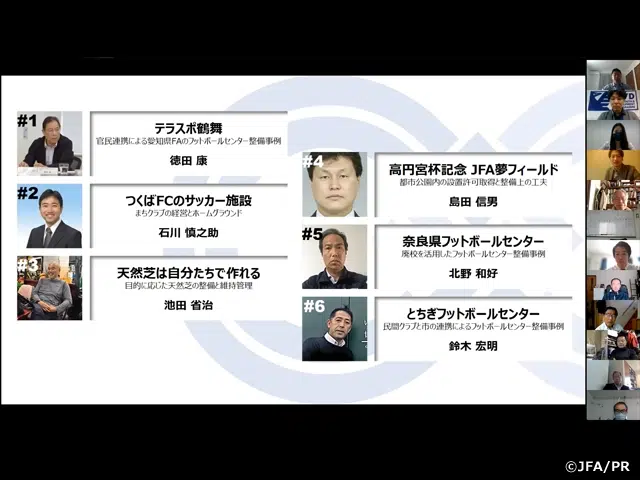 #1
テラスポ鶴舞
官民連携による愛知県FAのフットボールセンター整備事例
徳田 康
#2
つくばFCのサッカー施設
まちクラブの経営とホームグラウンド
石川 慎之助
#3
天然芝は自分たちで作れる
目的に応じた天然芝の整備と維持管理
池田 省治
#4
高円宮杯記念 JFA夢フィールド
都市公園内の設置許可取得と整備上の工夫
島田 信男
#5
奈良県フットボールセンター
廃校を活用したフットボールセンター整備事例
北野 和好
#6
とちぎフットボールセンター
民間クラブと市の連携によるフットボールセンター整備事例
鈴木 宏明
©JFA/PR